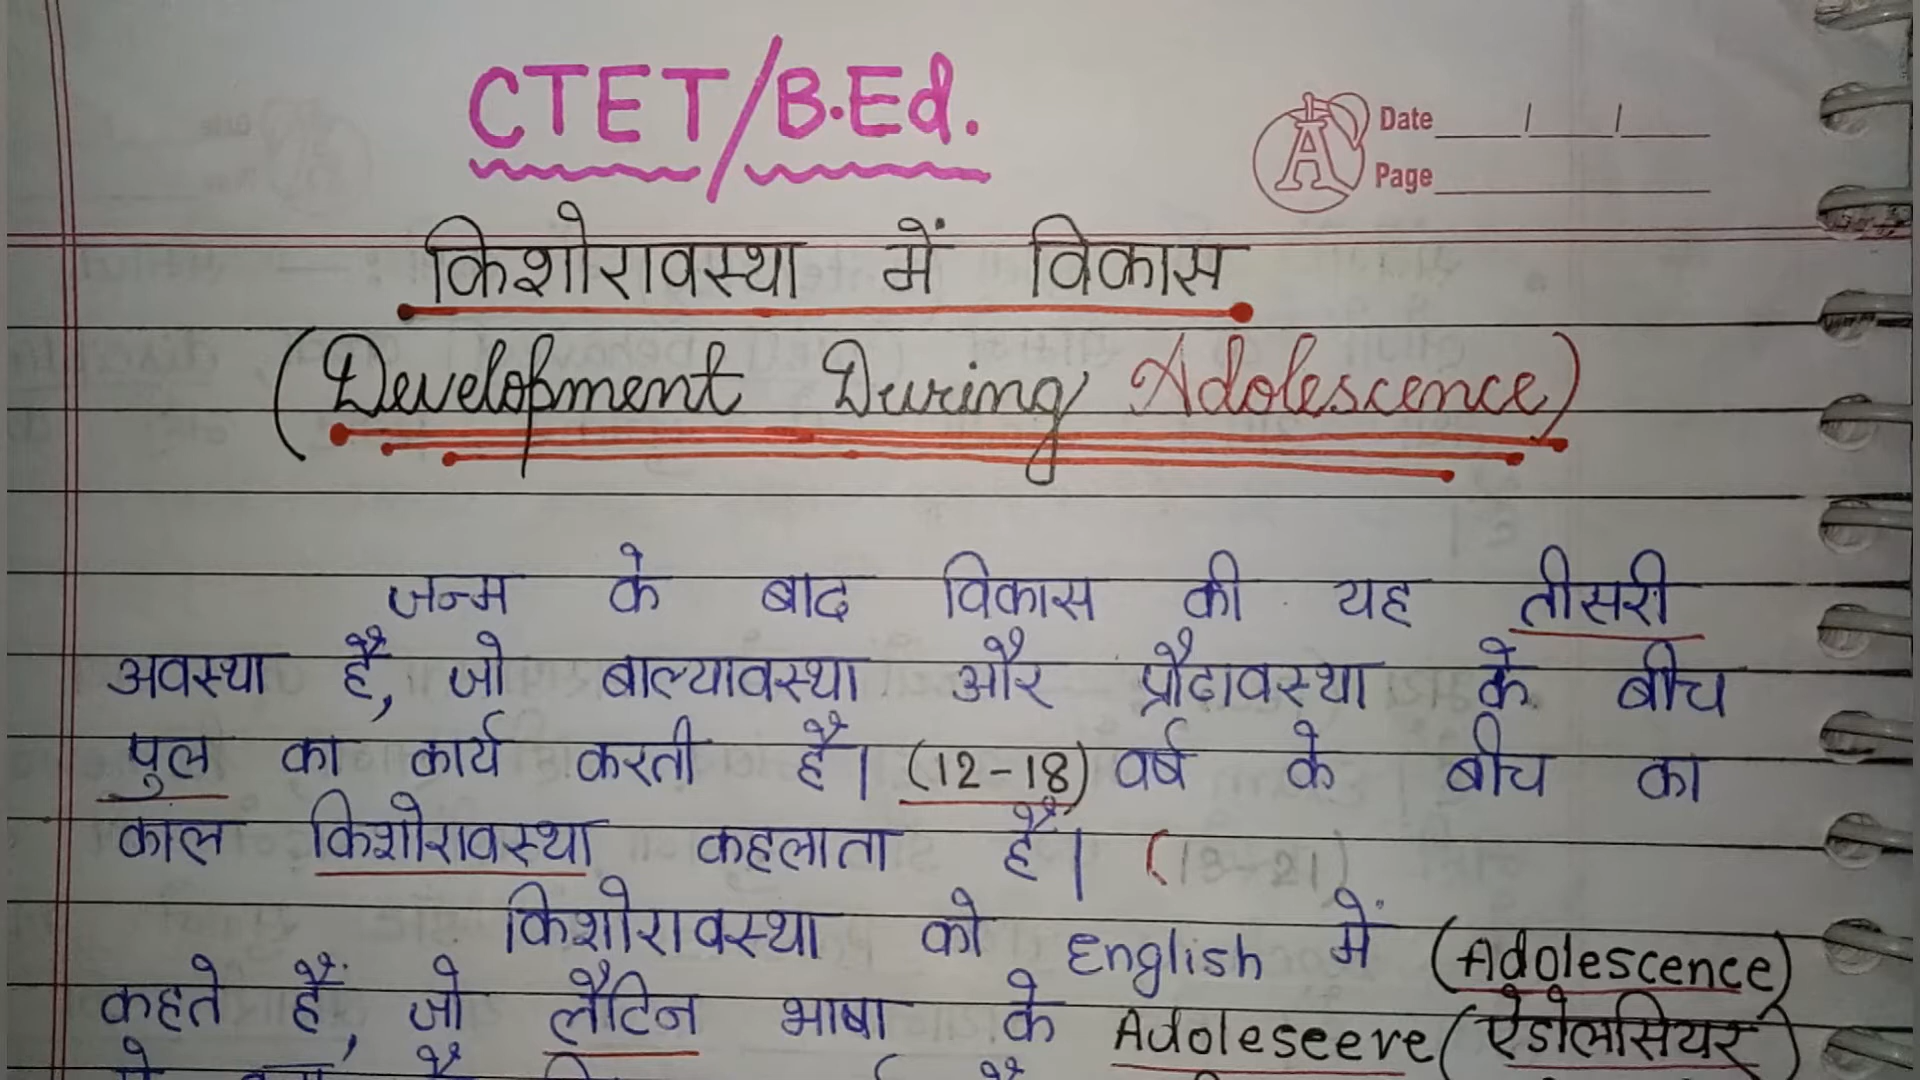 CTET/B.Ed.
Date
Page
किशोरावस्था में विकास
(Development During Adolescence)
जन्म के बाद विकास की यह तीसरी
अवस्था है, जो बाल्यावस्था और प्रौढावस्था के बीच
पुल का कार्य करती है। (12-18) वर्ष के बीच का
काल किशोरावस्था कहलाता है। (13-21)
किशोरावस्था को English में (Adolescence)
कहते हैं, जो लैटिन भाषा के Adoleseere (ऐडोलसियर)